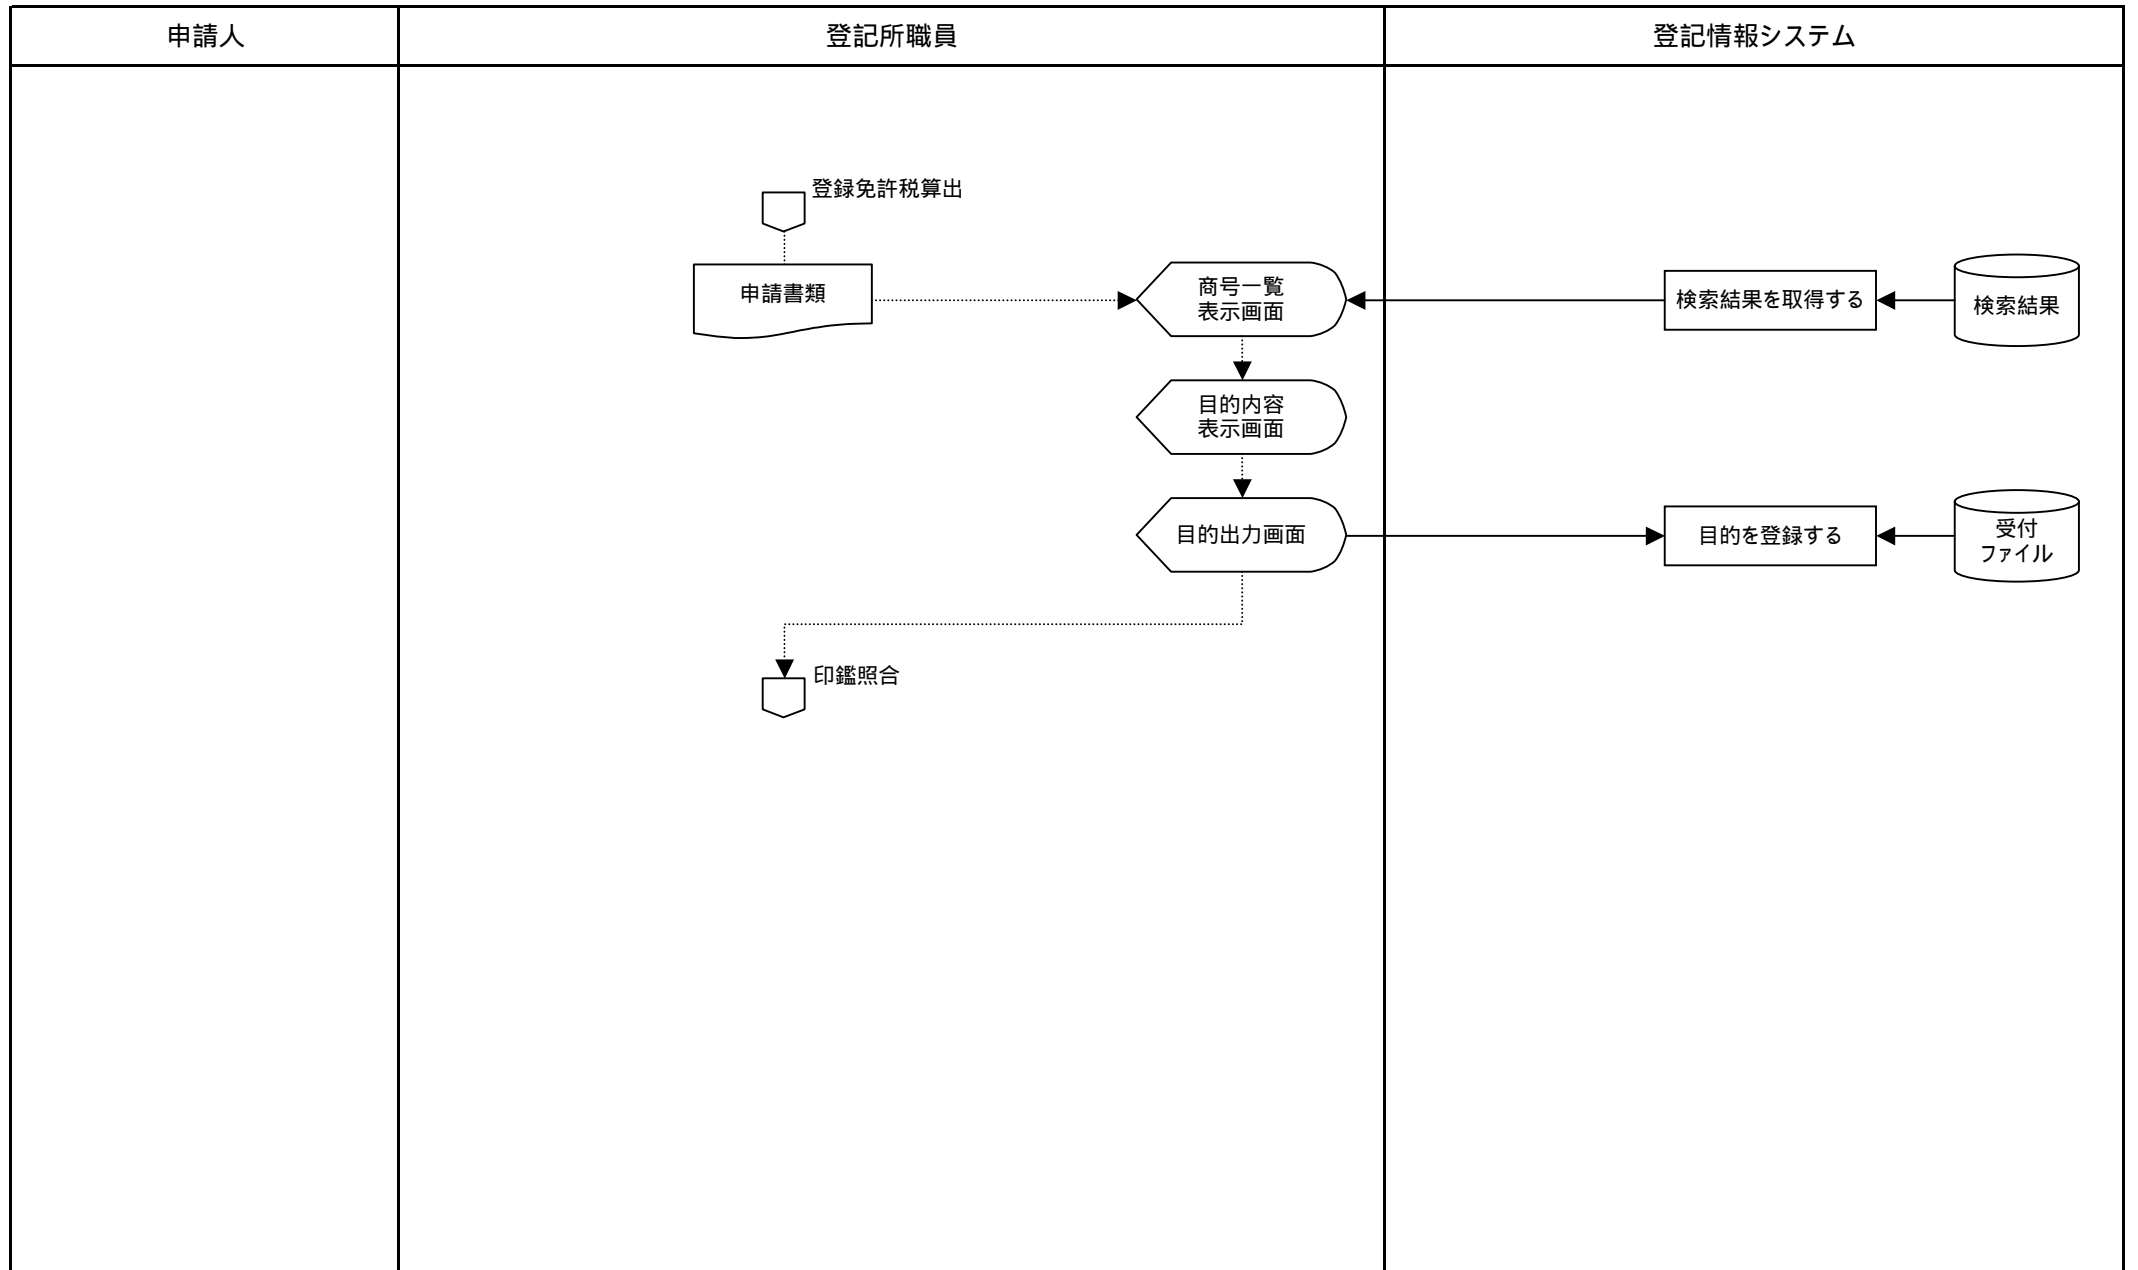 申請人
登記所職員
登記情報システム
登録免許税算出
申請書類
商号一覧
表示画面
検索結果を取得する
検索結果
目的内容
表示画面
目的出力画面
目的を登録する
受付
ファイル
印鑑照合